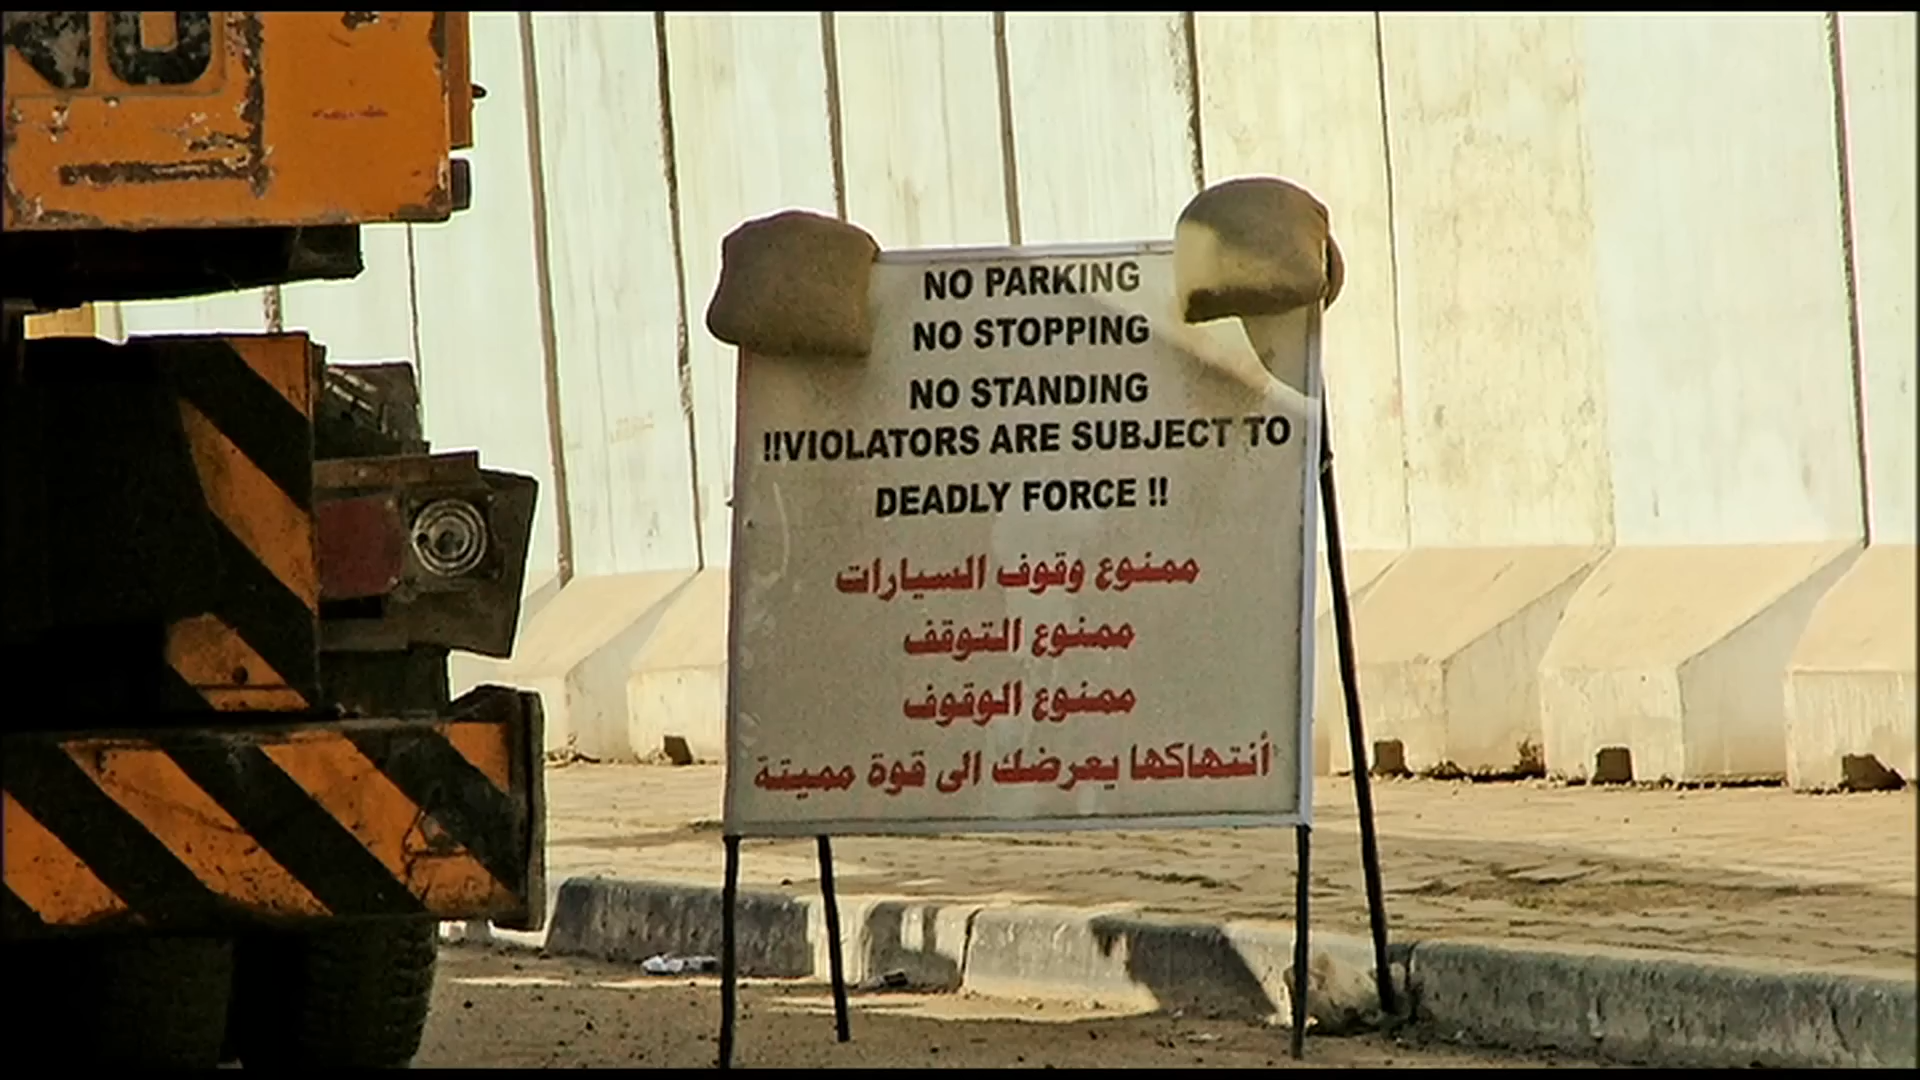 NO PARKING
NO STOPPING
NO STANDING
!!VIOLATORS ARE SUBJECT TO
DEADLY FORCE !!
ممنوع وقوف السيارات
ممنوع التوقف
ممنوع الوقوف
أنتهاكها يعرضك الى قوة مميتة